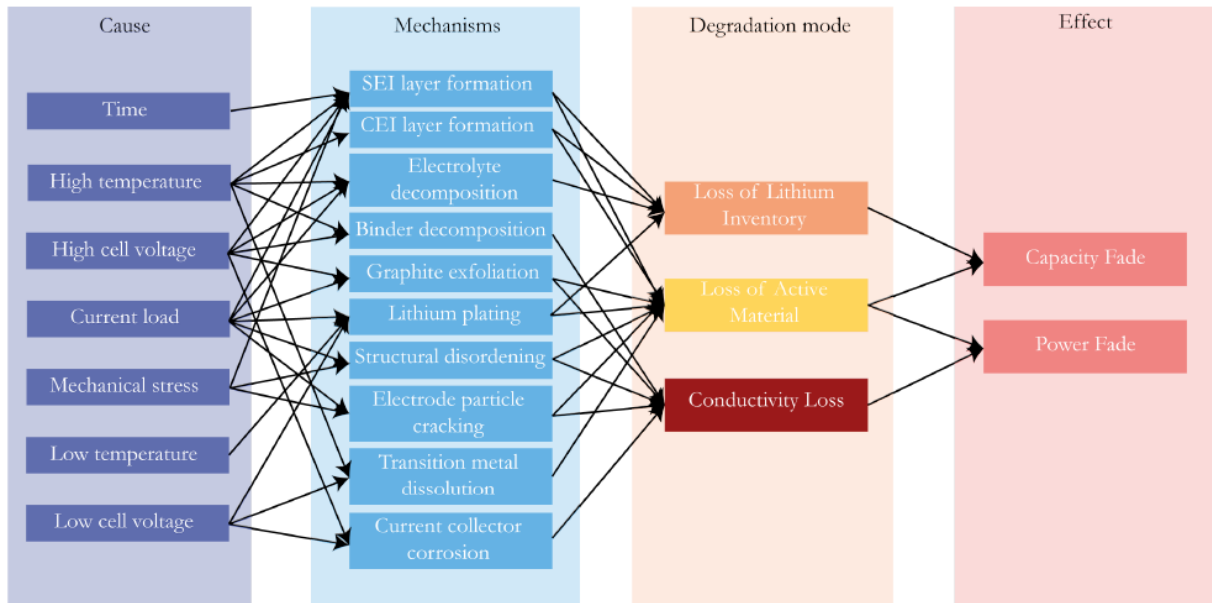 Cause
Time
High temperature
High cell voltage
Current load
Mechanical stress
Low temperature
Low cell voltage
Mechanisms
SEI layer formation
CEI layer formation
Electrolyte
decomposition
Binder decomposition
Graphite exfoliation
Lithium plating
Structural disordening
Electrode particle
cracking
Transition metal
dissolution
Current collector
corrosion
Degradation mode
Loss of Lithium
Inventory
Loss of Active
Material
Conductivity Loss
Effect
Capacity Fade
Power Fade